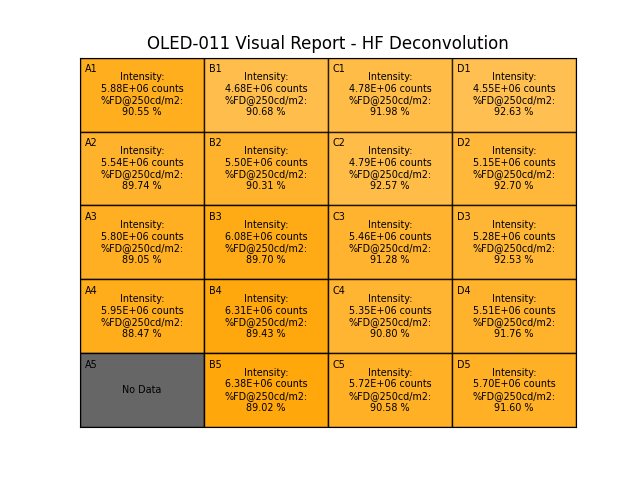 OLED-011 Visual Report - HF Deconvolution
A1
Intensity:
5.88E+06 counts
%FD@250cd/m2:
90.55 %
B1
Intensity:
4.68E+06 counts
%FD@250cd/m2:
90.68 %
C1
Intensity:
4.78E+06 counts
%FD@250cd/m2:
91.98 %
D1
Intensity:
4.55E+06 counts
%FD@250cd/m2:
92.63 %
A2
Intensity:
5.54E+06 counts
%FD@250cd/m2:
89.74 %
B2
Intensity:
5.50E+06 counts
%FD@250cd/m2:
90.31 %
C2
Intensity:
4.79E+06 counts
%FD@250cd/m2:
92.57 %
D2
Intensity:
5.15E+06 counts
%FD@250cd/m2:
92.70 %
A3
Intensity:
5.80E+06 counts
%FD@250cd/m2:
89.05 %
B3
Intensity:
6.08E+06 counts
%FD@250cd/m2:
89.70 %
C3
Intensity:
5.46E+06 counts
%FD@250cd/m2:
91.28 %
D3
Intensity:
5.28E+06 counts
%FD@250cd/m2:
92.53 %
A4
Intensity:
5.95E+06 counts
%FD@250cd/m2:
88.47 %
B4
Intensity:
6.31E+06 counts
%FD@250cd/m2:
89.43 %
C4
Intensity:
5.35E+06 counts
%FD@250cd/m2:
90.80 %
D4
Intensity:
5.51E+06 counts
%FD@250cd/m2:
91.76 %
A5
No Data
B5
Intensity:
6.38E+06 counts
%FD@250cd/m2:
89.02 %
C5
Intensity:
5.72E+06 counts
%FD@250cd/m2:
90.58 %
D5
Intensity:
5.70E+06 counts
%FD@250cd/m2:
91.60 %